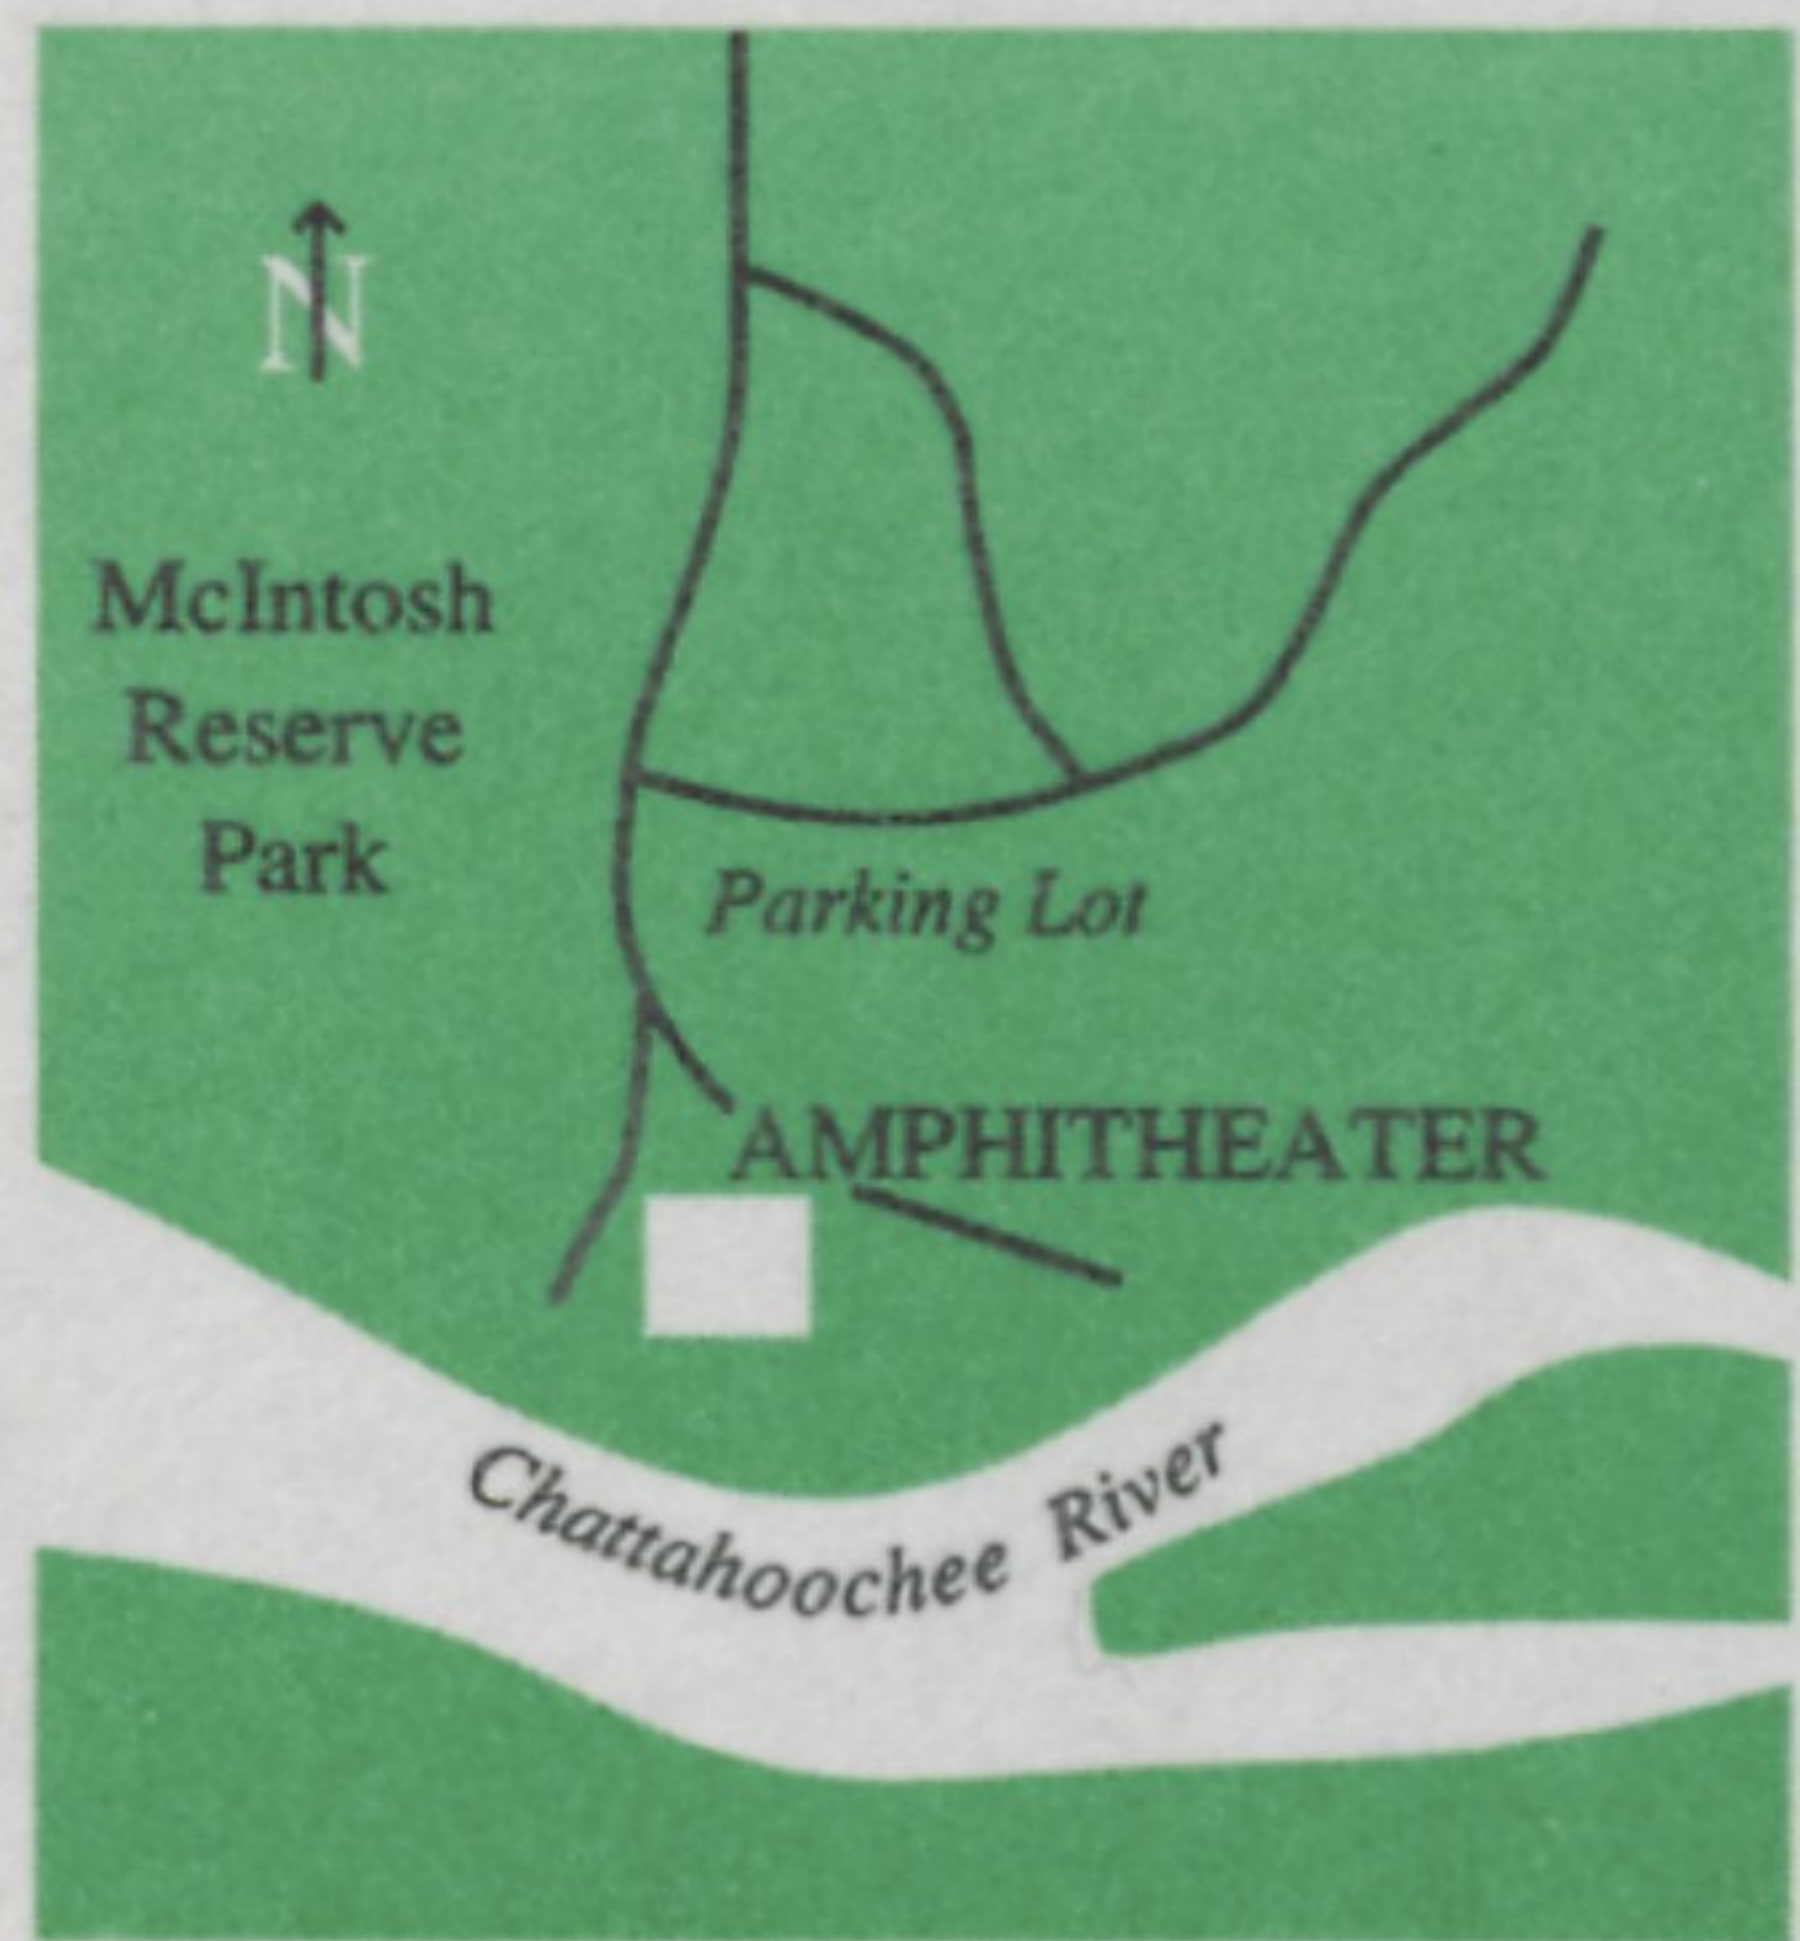 N
McIntosh
Reserve
Park
Parking Lot
AMPHITHEATER
Chattahoochee River